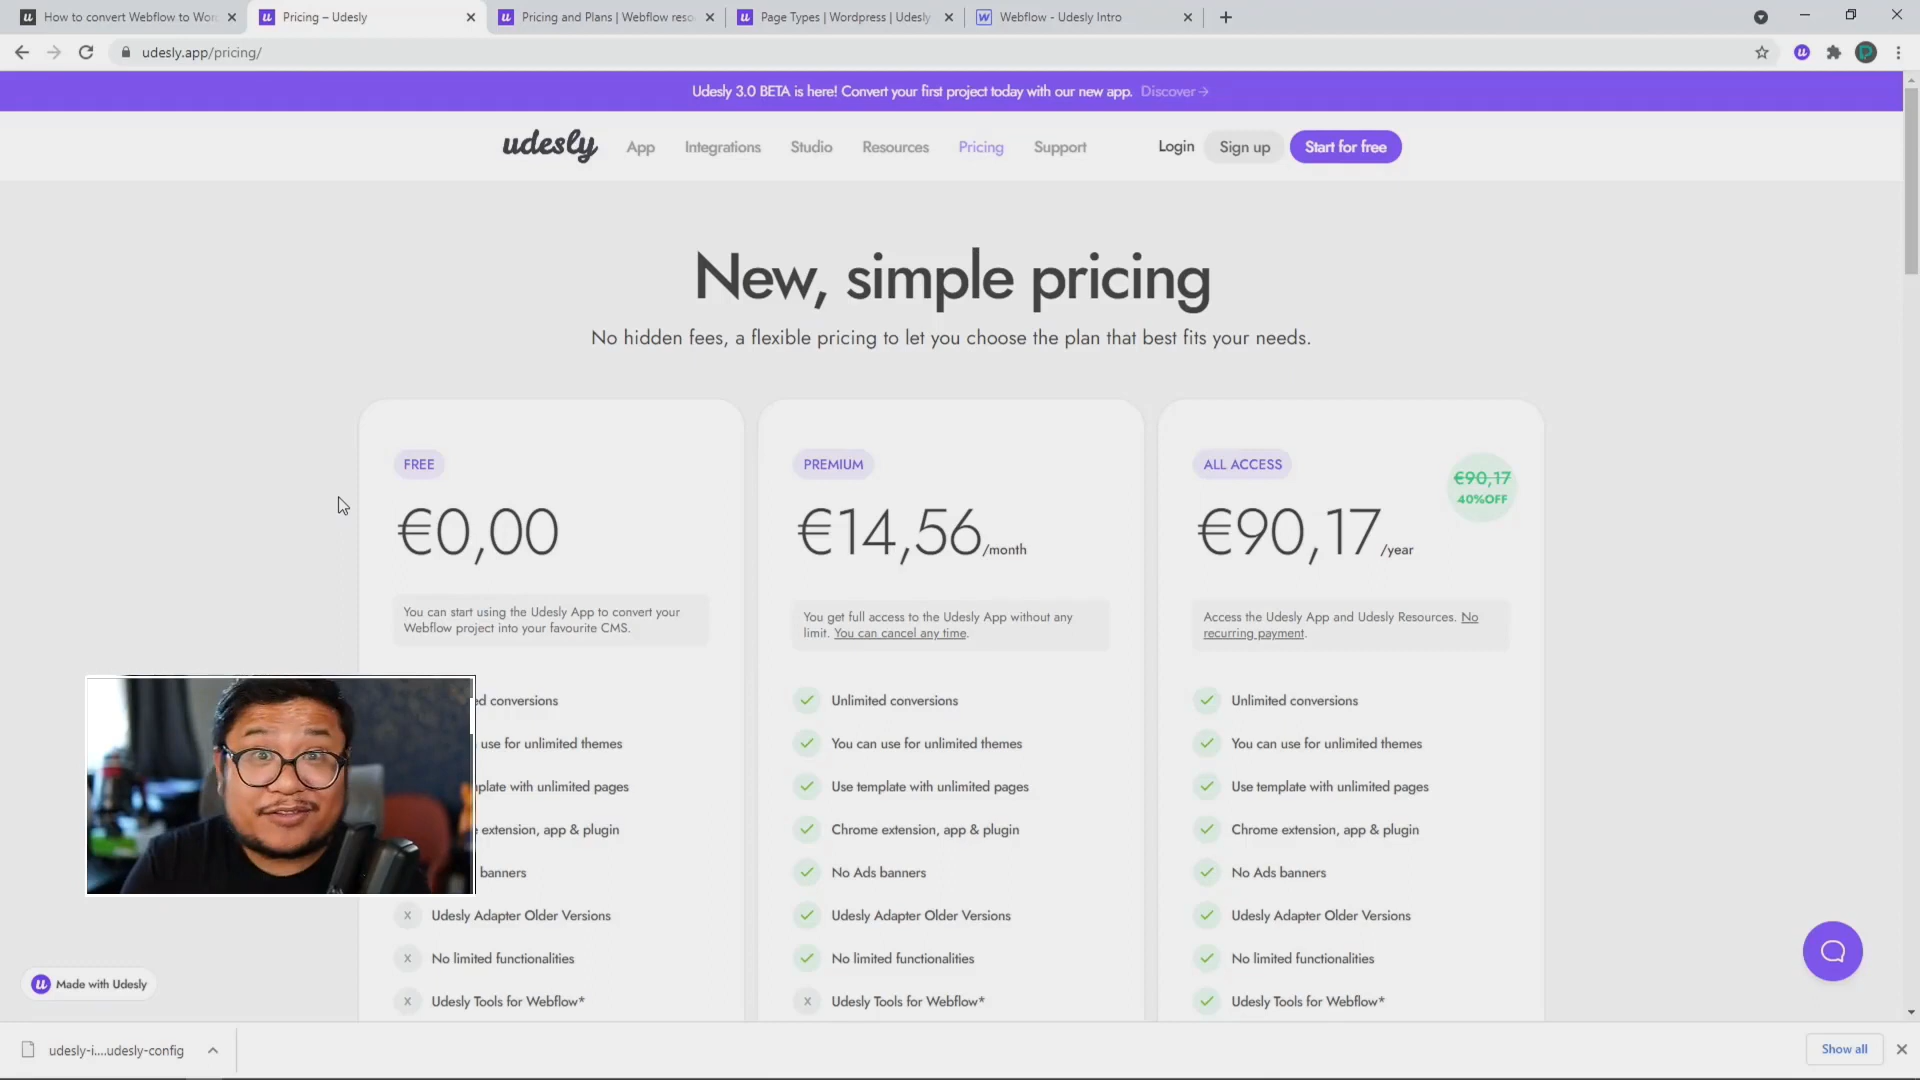 How to convert Webflow to Wor
Pricing – Udesly
Pricing and Plans | Webflow reso
Page Types | Wordpress | Udesly
Webflow - Udesly Intro
udesly.app/pricing/
Udesly 3.0 BETA is here! Convert your first project today with our new app. Discover →
udesly
App
Integrations
Studio
Resources
Pricing
Support
Login
Sign up
Start for free
New, simple pricing
No hidden fees, a flexible pricing to let you choose the plan that best fits your needs.
FREE
€0,00
You can start using the Udesly App to convert your
Webflow project into your favourite CMS.
ed conversions
use for unlimited themes
plate with unlimited pages
extension, app & plugin
banners
x Udesly Adapter Older Versions
x No limited functionalities
x Udesly Tools for Webflow*
PREMIUM
€14,56 /month
You get full access to the Udesly App without any
limit. You can cancel any time.
Unlimited conversions
You can use for unlimited themes
Use template with unlimited pages
Chrome extension, app & plugin
No Ads banners
Udesly Adapter Older Versions
No limited functionalities
x Udesly Tools for Webflow*
ALL ACCESS
€90,17
40%OFF
€90,17 /year
Access the Udesly App and Udesly Resources. No
recurring payment.
Unlimited conversions
You can use for unlimited themes
Use template with unlimited pages
Chrome extension, app & plugin
No Ads banners
Udesly Adapter Older Versions
No limited functionalities
Udesly Tools for Webflow*
Made with Udesly
udesly-i....udesly-config
Show all